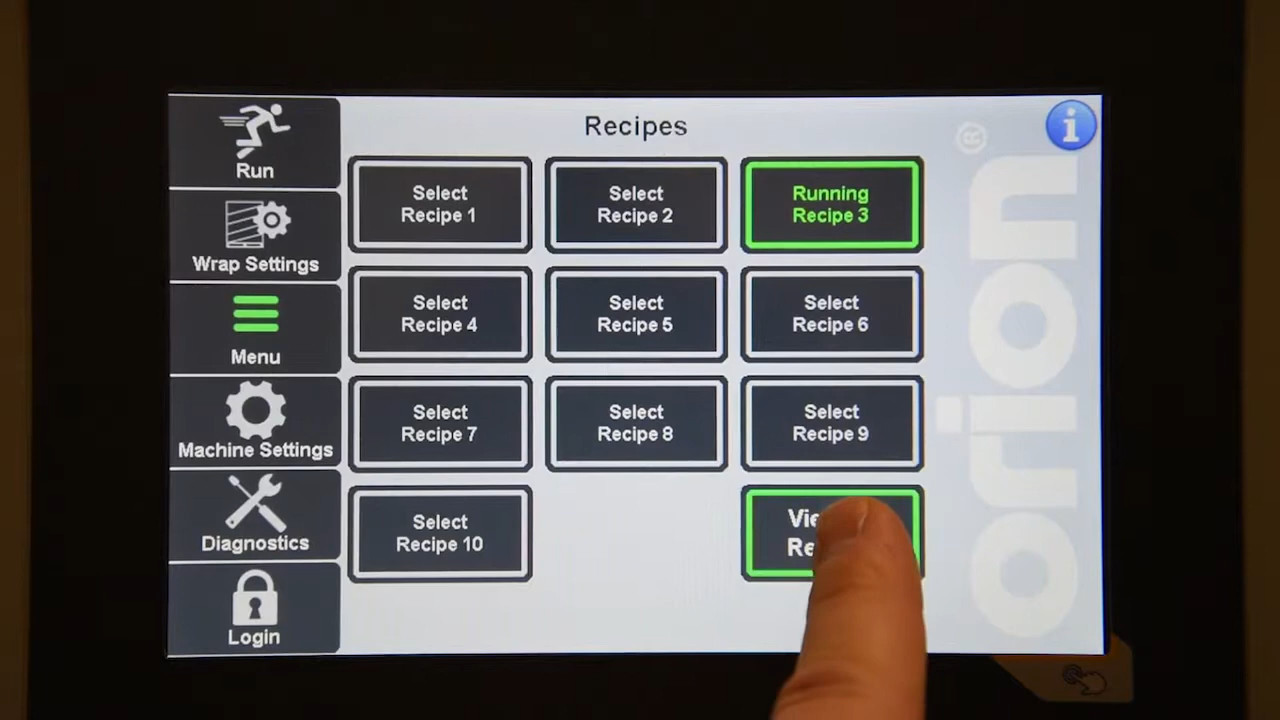 Recipes
Run
Wrap Settings
Menu
Machine Settings
Diagnostics
Login
Select
Recipe 1
Select
Recipe 2
Running
Recipe 3
Select
Recipe 4
Select
Recipe 5
Select
Recipe 6
Select
Recipe 7
Select
Recipe 8
Select
Recipe 9
Select
Recipe 10
i
orion®